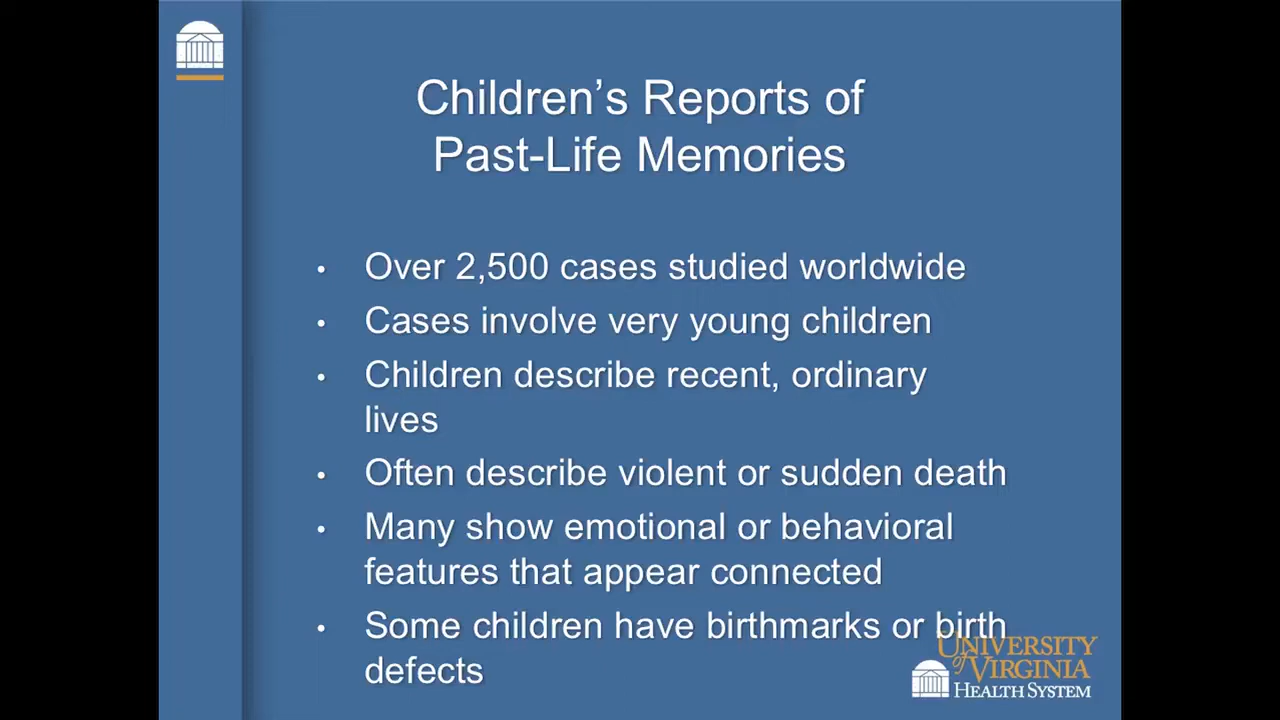 Children's Reports of
Past-Life Memories
• Over 2,500 cases studied worldwide
• Cases involve very young children
• Children describe recent, ordinary
lives
• Often describe violent or sudden death
• Many show emotional or behavioral
features that appear connected
• Some children have birthmarks or birth
defects
UNIVERSITY
of VIRGINIA
HEALTH SYSTEM